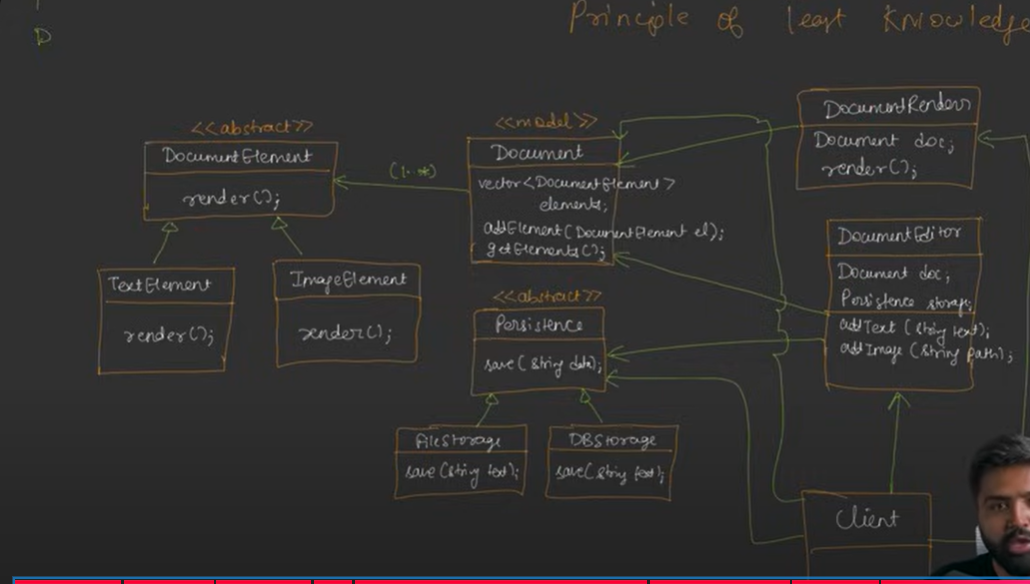 Principle of least Knowledge
D
<<abstract>>
DocumentElement
render();
TextElement
render();
ImageElement
render();
(1..*)
<<model>>
Document
vector<DocumentElement>
elements;
addElement(DocumentElement el);
getElements();
<<abstract>>
Persistence
save(String data);
FileStorage
save(String text);
DBStorage
save(String text);
Document doc;
render();
DocumentEditor
Document doc;
Persistence storage;
addText(String text);
addImage(String path);
Client